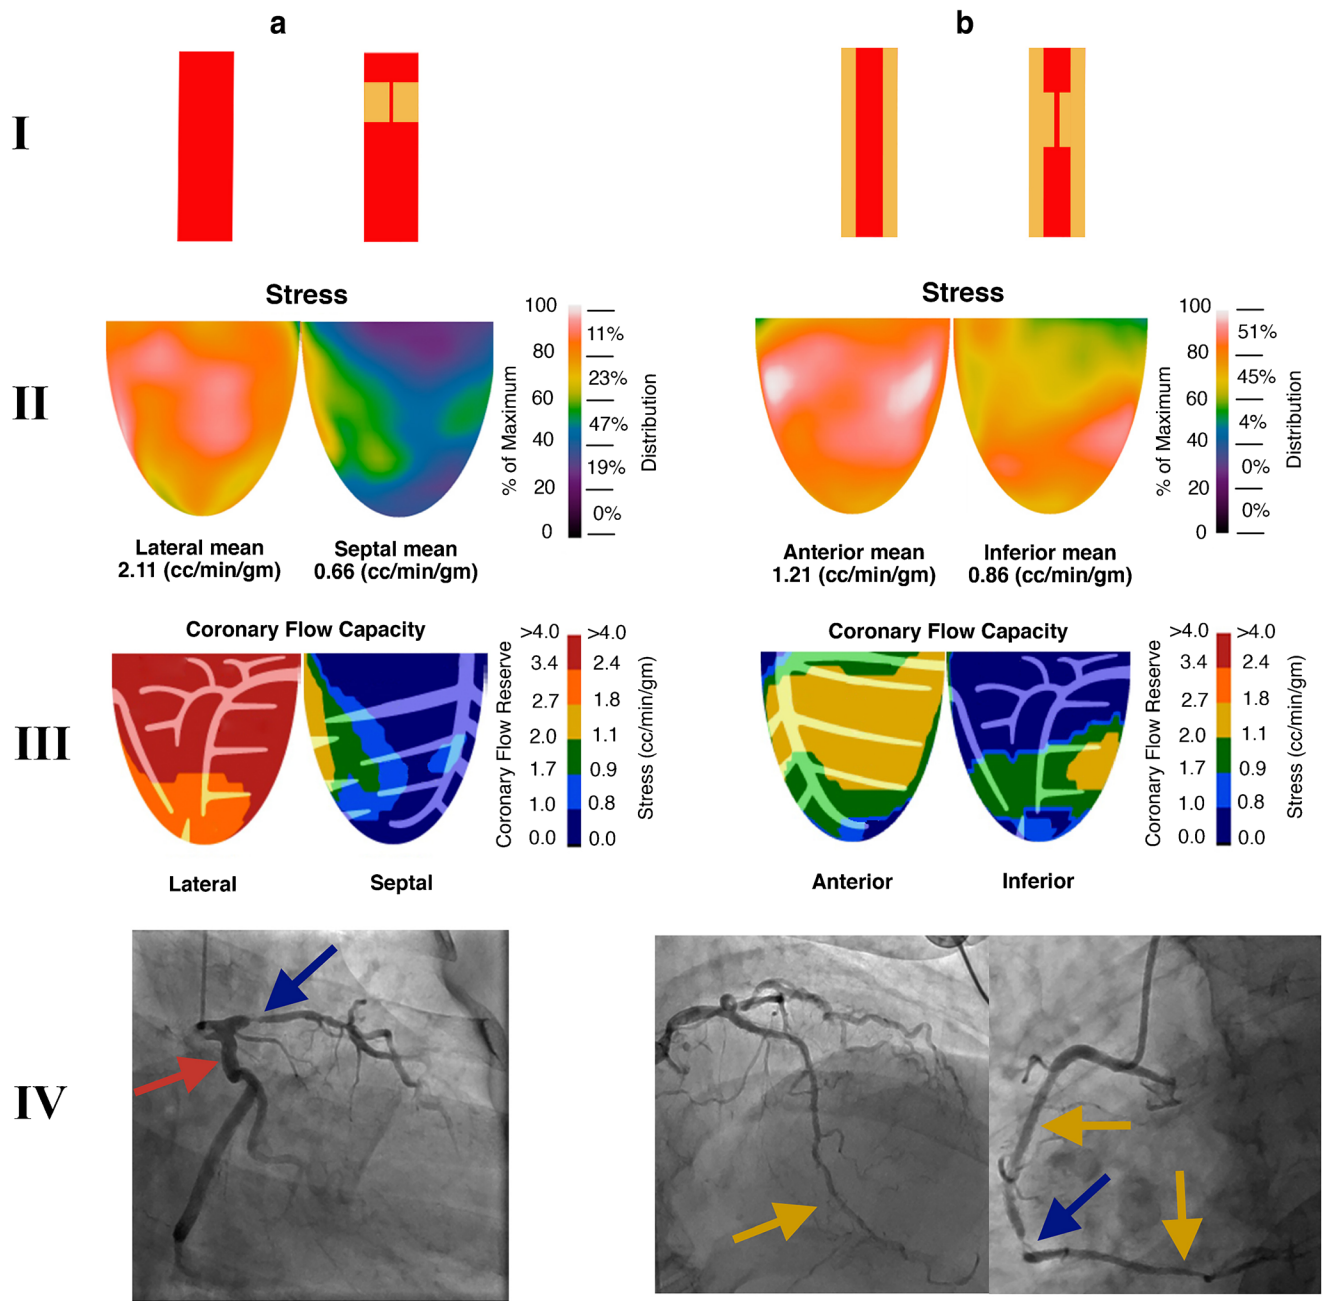 a
b
I
II
Stress
100
80
60
40
20
0
% of Maximum
11%
23%
47%
19%
0%
Distribution
Lateral mean
2.11 (cc/min/gm)
Septal mean
0.66 (cc/min/gm)
Stress
100
80
60
40
20
0
% of Maximum
51%
45%
4%
0%
0%
Distribution
Anterior mean
1.21 (cc/min/gm)
Inferior mean
0.86 (cc/min/gm)
III
Coronary Flow Capacity
Coronary Flow Reserve
>4.0
3.4
2.7
2.0
1.7
1.0
0.0
>4.0
2.4
1.8
1.1
0.9
0.8
0.0
Stress (cc/min/gm)
Lateral
Septal
Coronary Flow Capacity
Coronary Flow Reserve
>4.0
3.4
2.7
2.0
1.7
1.0
0.0
>4.0
2.4
1.8
1.1
0.9
0.8
0.0
Stress (cc/min/gm)
Anterior
Inferior
IV